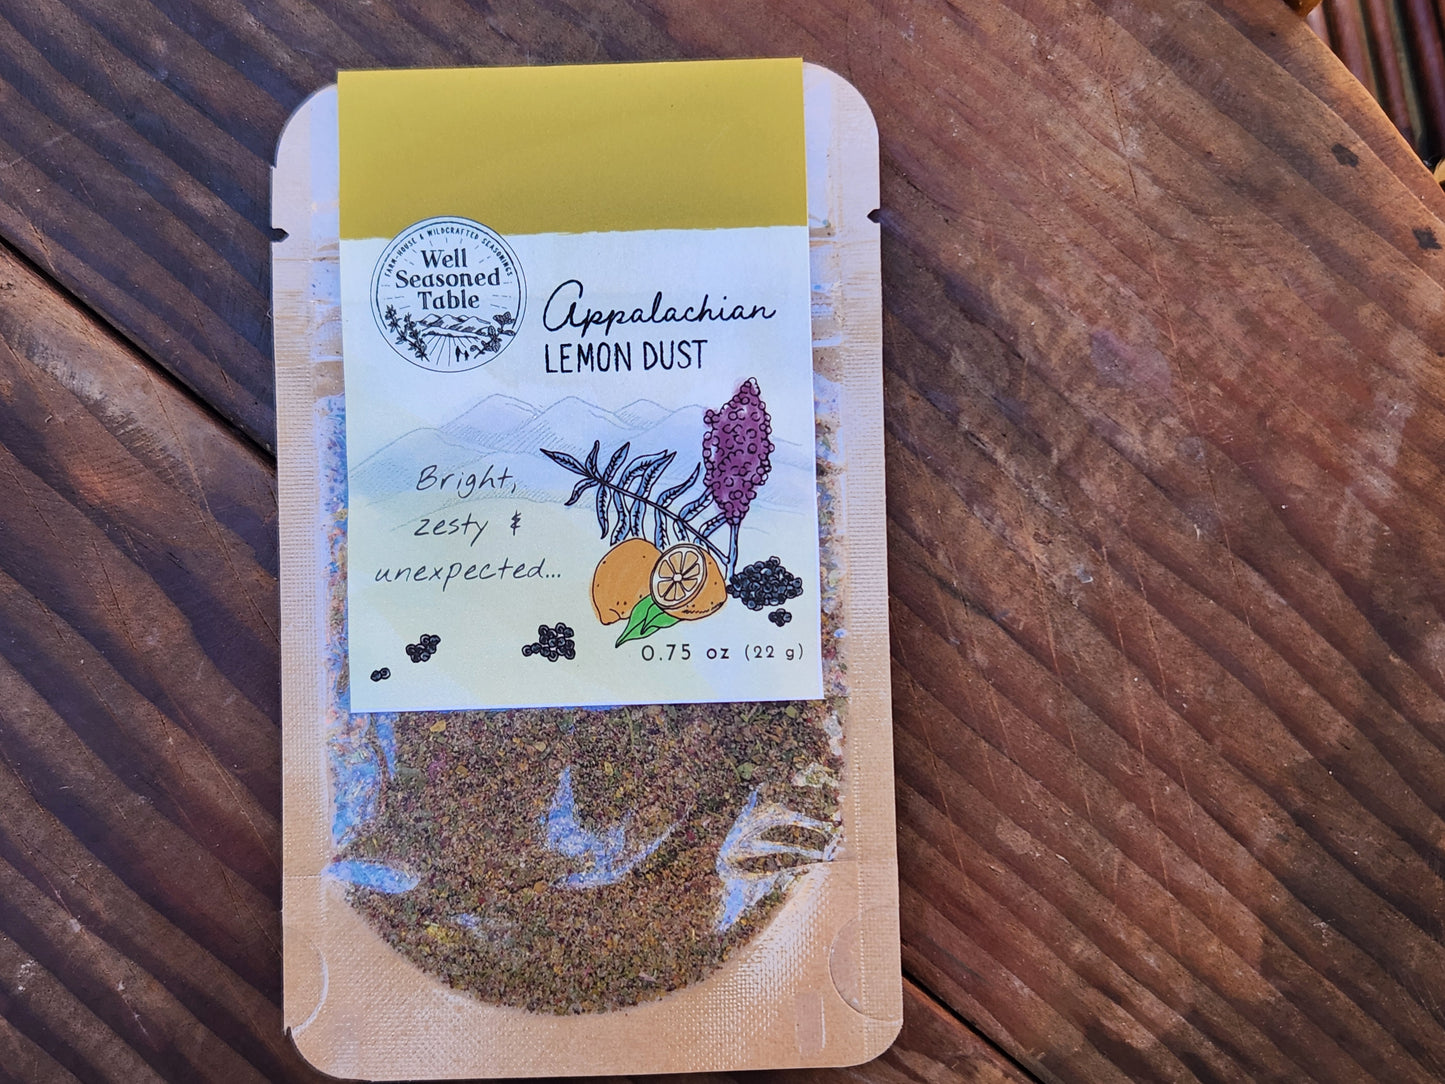 FARM-HOUSE & WILDCRAFTED SEASONINGS
Well
Seasoned
Table
Appalachian
LEMON DUST
Bright,
zesty &
unexpected...
0.75 oz (22 g)